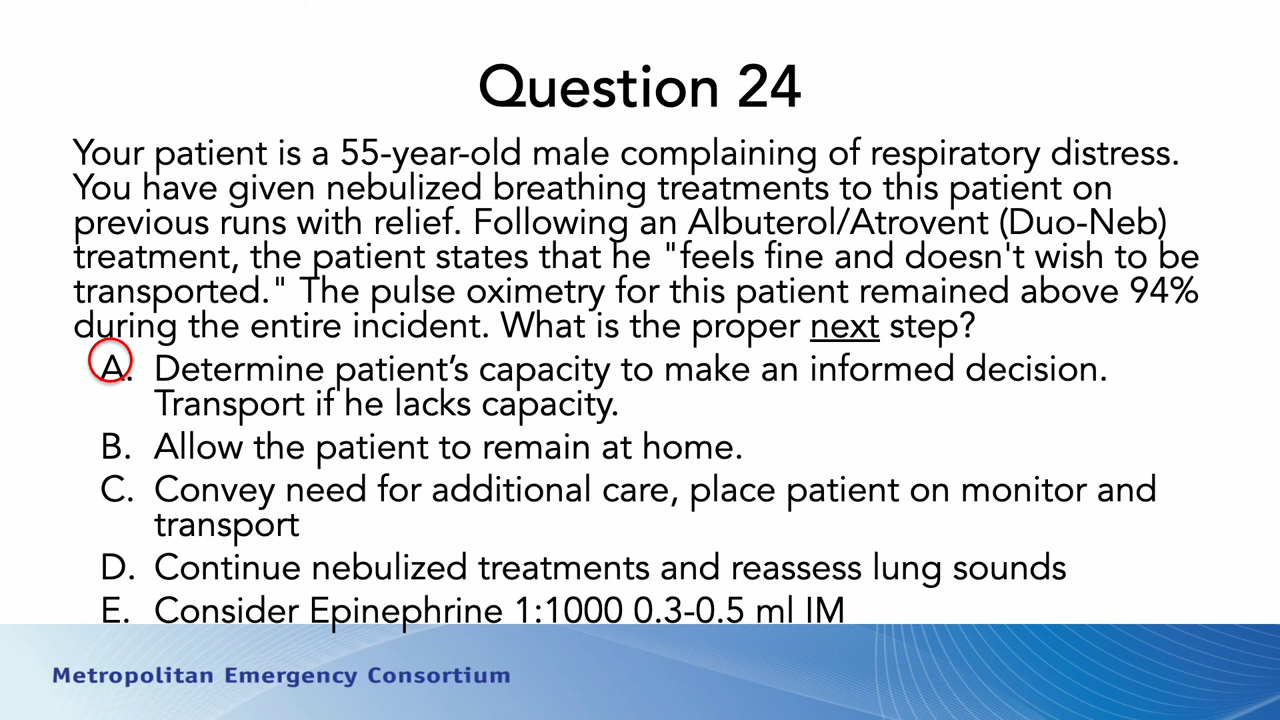 Question 24
Your patient is a 55-year-old male complaining of respiratory distress.
You have given nebulized breathing treatments to this patient on
previous runs with relief. Following an Albuterol/Atrovent (Duo-Neb)
treatment, the patient states that he "feels fine and doesn't wish to be
transported." The pulse oximetry for this patient remained above 94%
during the entire incident. What is the proper next step?
A. Determine patient’s capacity to make an informed decision.
Transport if he lacks capacity.
B. Allow the patient to remain at home.
C. Convey need for additional care, place patient on monitor and
transport
D. Continue nebulized treatments and reassess lung sounds
E. Consider Epinephrine 1:1000 0.3-0.5 ml IM
Metropolitan Emergency Consortium